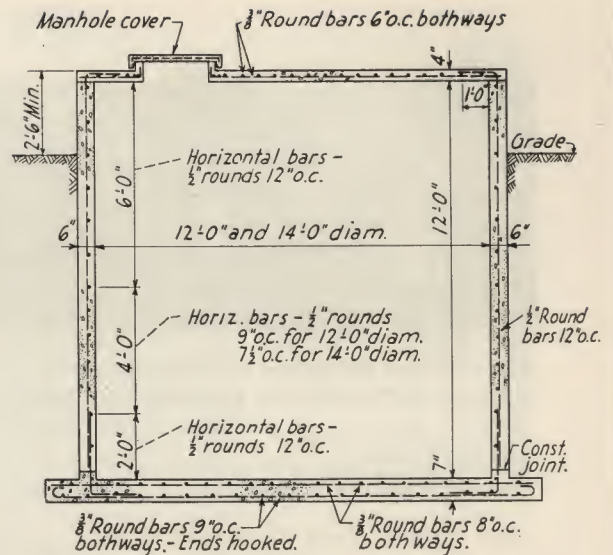 Manhole cover
3/8" Round bars 6" o.c. bothways
4"
1'-0"
2'-6" Min.
Grade
Horizontal bars -
1/2" rounds 12" o.c.
6'-0"
6"
12'-0" and 14'-0" diam.
12'-0"
6"
Horiz. bars - 1/2" rounds
9" o.c. for 12'-0" diam.
7 1/2" o.c. for 14'-0" diam.
1/2" Round
bars 12" o.c.
4'-0"
Horizontal bars -
1/2" rounds 12" o.c.
2'-0"
7"
Const.
joint.
3/8" Round bars 9" o.c.
bothways. - Ends hooked.
3/8" Round bars 8" o.c.
bothways.